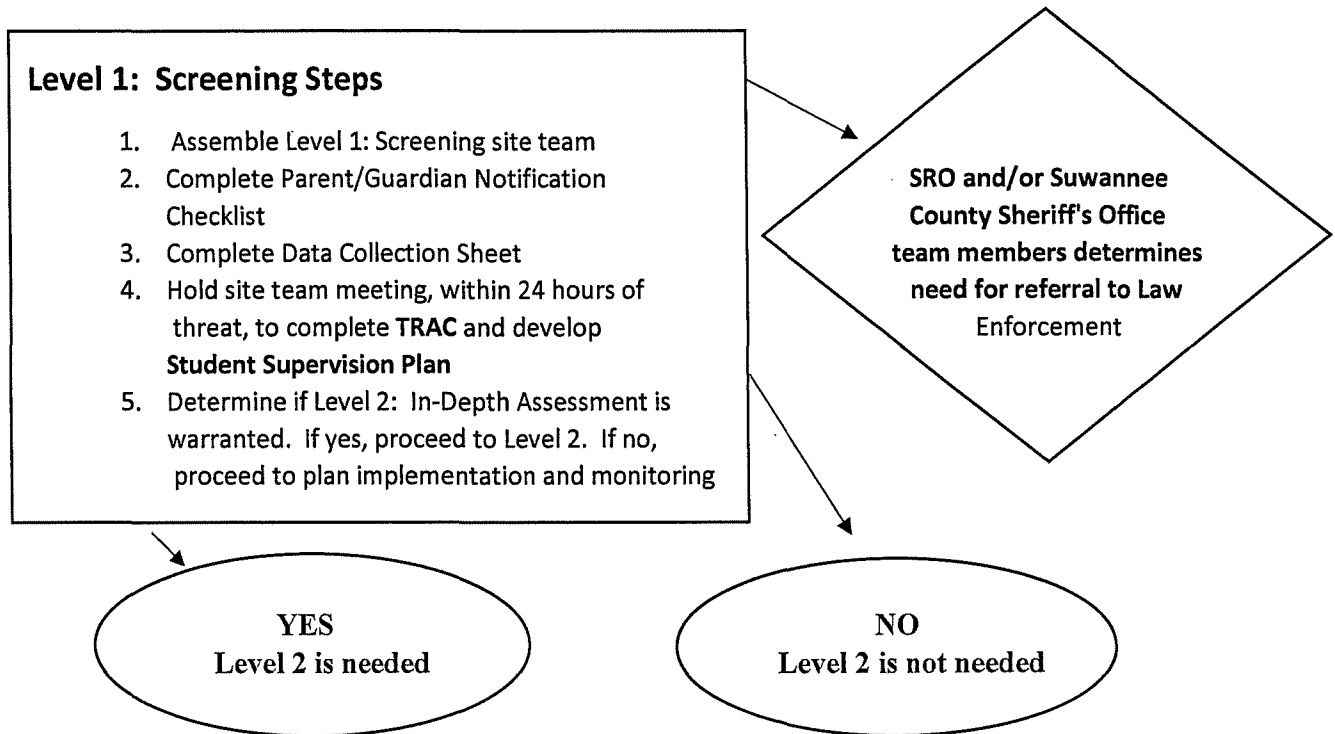 Level 1: Screening Steps
1. Assemble Level 1: Screening site team
2. Complete Parent/Guardian Notification
Checklist
3. Complete Data Collection Sheet
4. Hold site team meeting, within 24 hours of
threat, to complete TRAC and develop
Student Supervision Plan
5. Determine if Level 2: In-Depth Assessment is
warranted. If yes, proceed to Level 2. If no,
proceed to plan implementation and monitoring
SRO and/or Suwannee
County Sheriff's Office
team members determines
need for referral to Law
Enforcement
YES
Level 2 is needed
NO
Level 2 is not needed